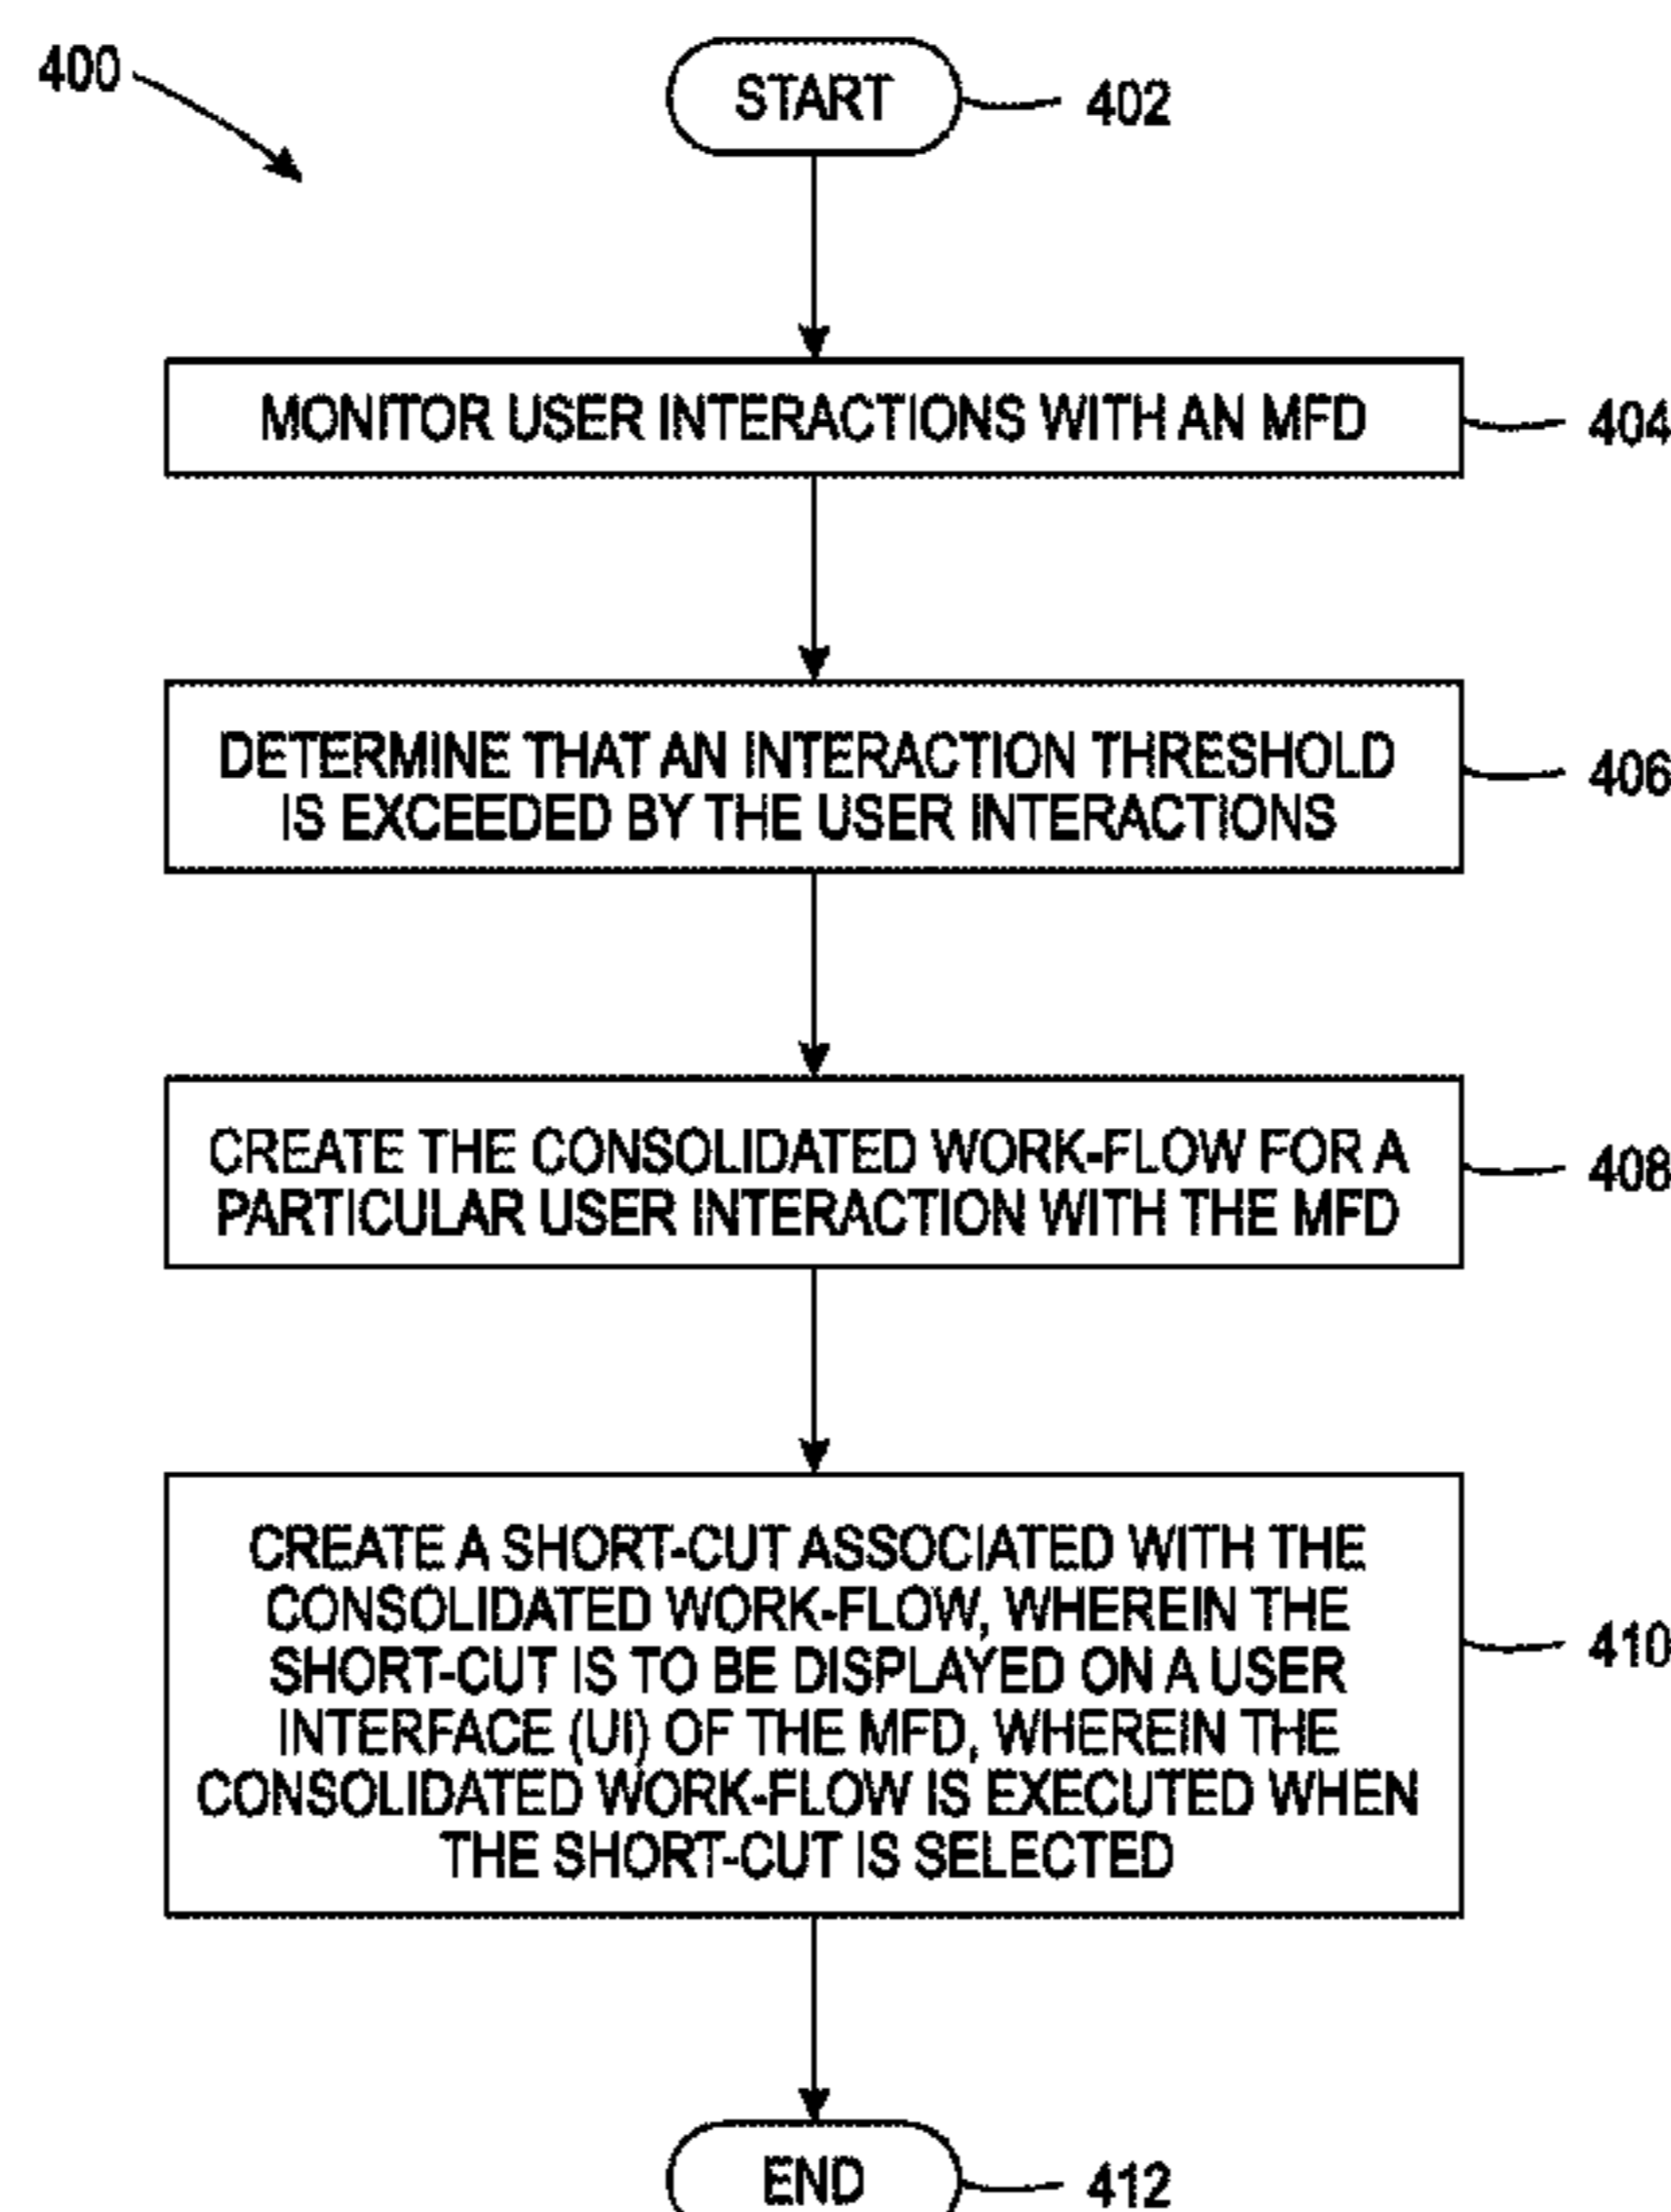 400
START
402
MONITOR USER INTERACTIONS WITH AN MFD
404
DETERMINE THAT AN INTERACTION THRESHOLD
IS EXCEEDED BY THE USER INTERACTIONS
406
CREATE THE CONSOLIDATED WORK-FLOW FOR A
PARTICULAR USER INTERACTION WITH THE MFD
408
CREATE A SHORT-CUT ASSOCIATED WITH THE
CONSOLIDATED WORK-FLOW, WHEREIN THE
SHORT-CUT IS TO BE DISPLAYED ON A USER
INTERFACE (UI) OF THE MFD, WHEREIN THE
CONSOLIDATED WORK-FLOW IS EXECUTED WHEN
THE SHORT-CUT IS SELECTED
410
END
412